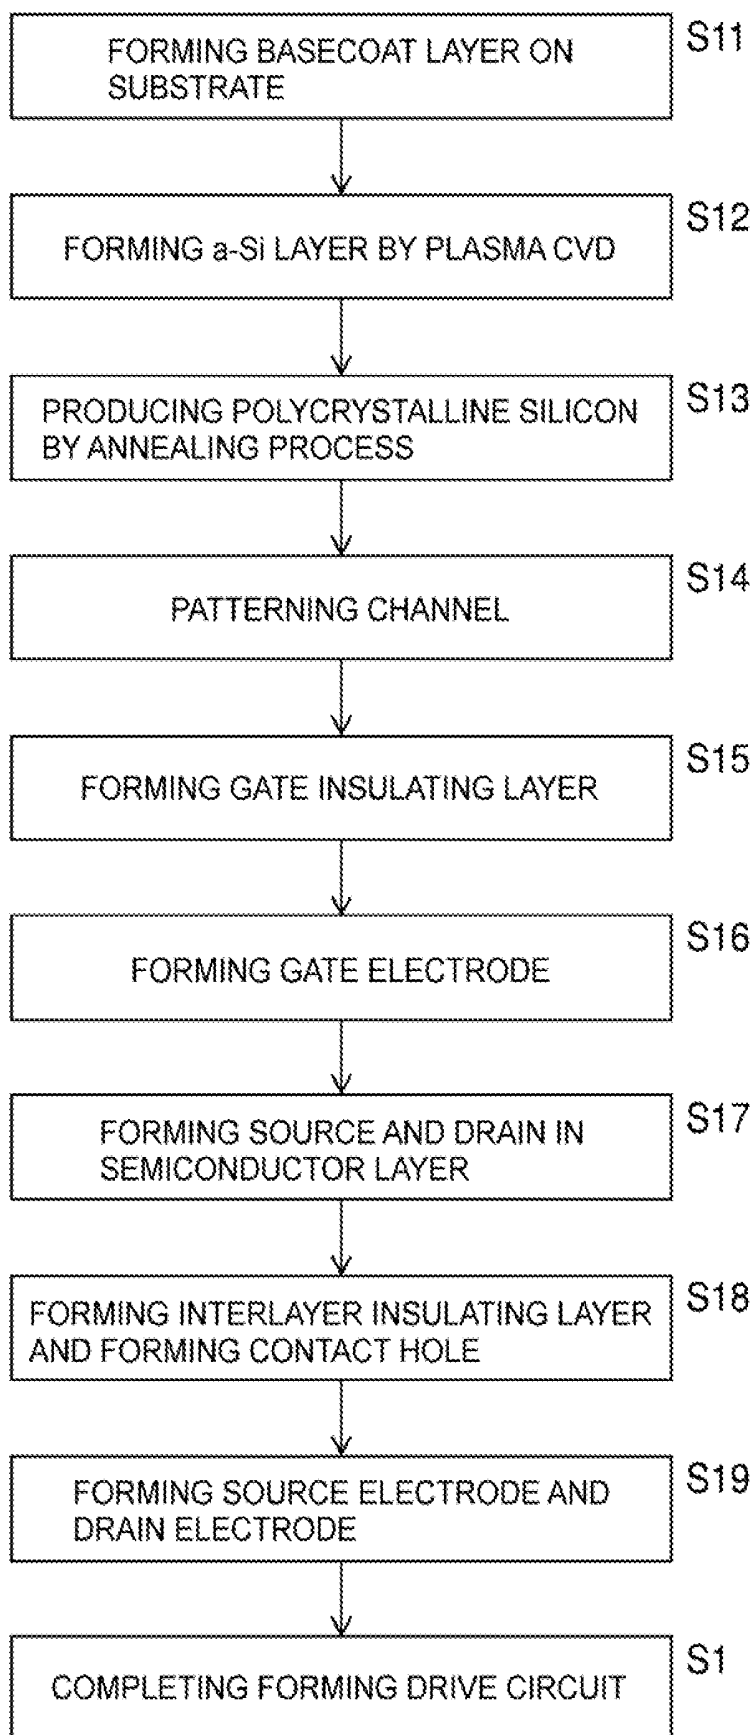 S11
FORMING BASECOAT LAYER ON
SUBSTRATE
S12
FORMING a-Si LAYER BY PLASMA CVD
S13
PRODUCING POLYCRYSTALLINE SILICON
BY ANNEALING PROCESS
S14
PATTERNING CHANNEL
S15
FORMING GATE INSULATING LAYER
S16
FORMING GATE ELECTRODE
S17
FORMING SOURCE AND DRAIN IN
SEMICONDUCTOR LAYER
S18
FORMING INTERLAYER INSULATING LAYER
AND FORMING CONTACT HOLE
S19
FORMING SOURCE ELECTRODE AND
DRAIN ELECTRODE
S1
COMPLETING FORMING DRIVE CIRCUIT